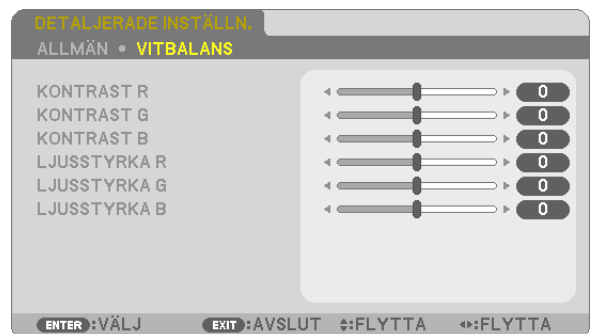 DETALJERADE INSTÄLLN.
ALLMÄN • VITBALANS
KONTRAST R 0
KONTRAST G 0
KONTRAST B 0
LJUSSTYRKA R 0
LJUSSTYRKA G 0
LJUSSTYRKA B 0
ENTER :VÄLJ EXIT :AVSLUT :FLYTTA :FLYTTA